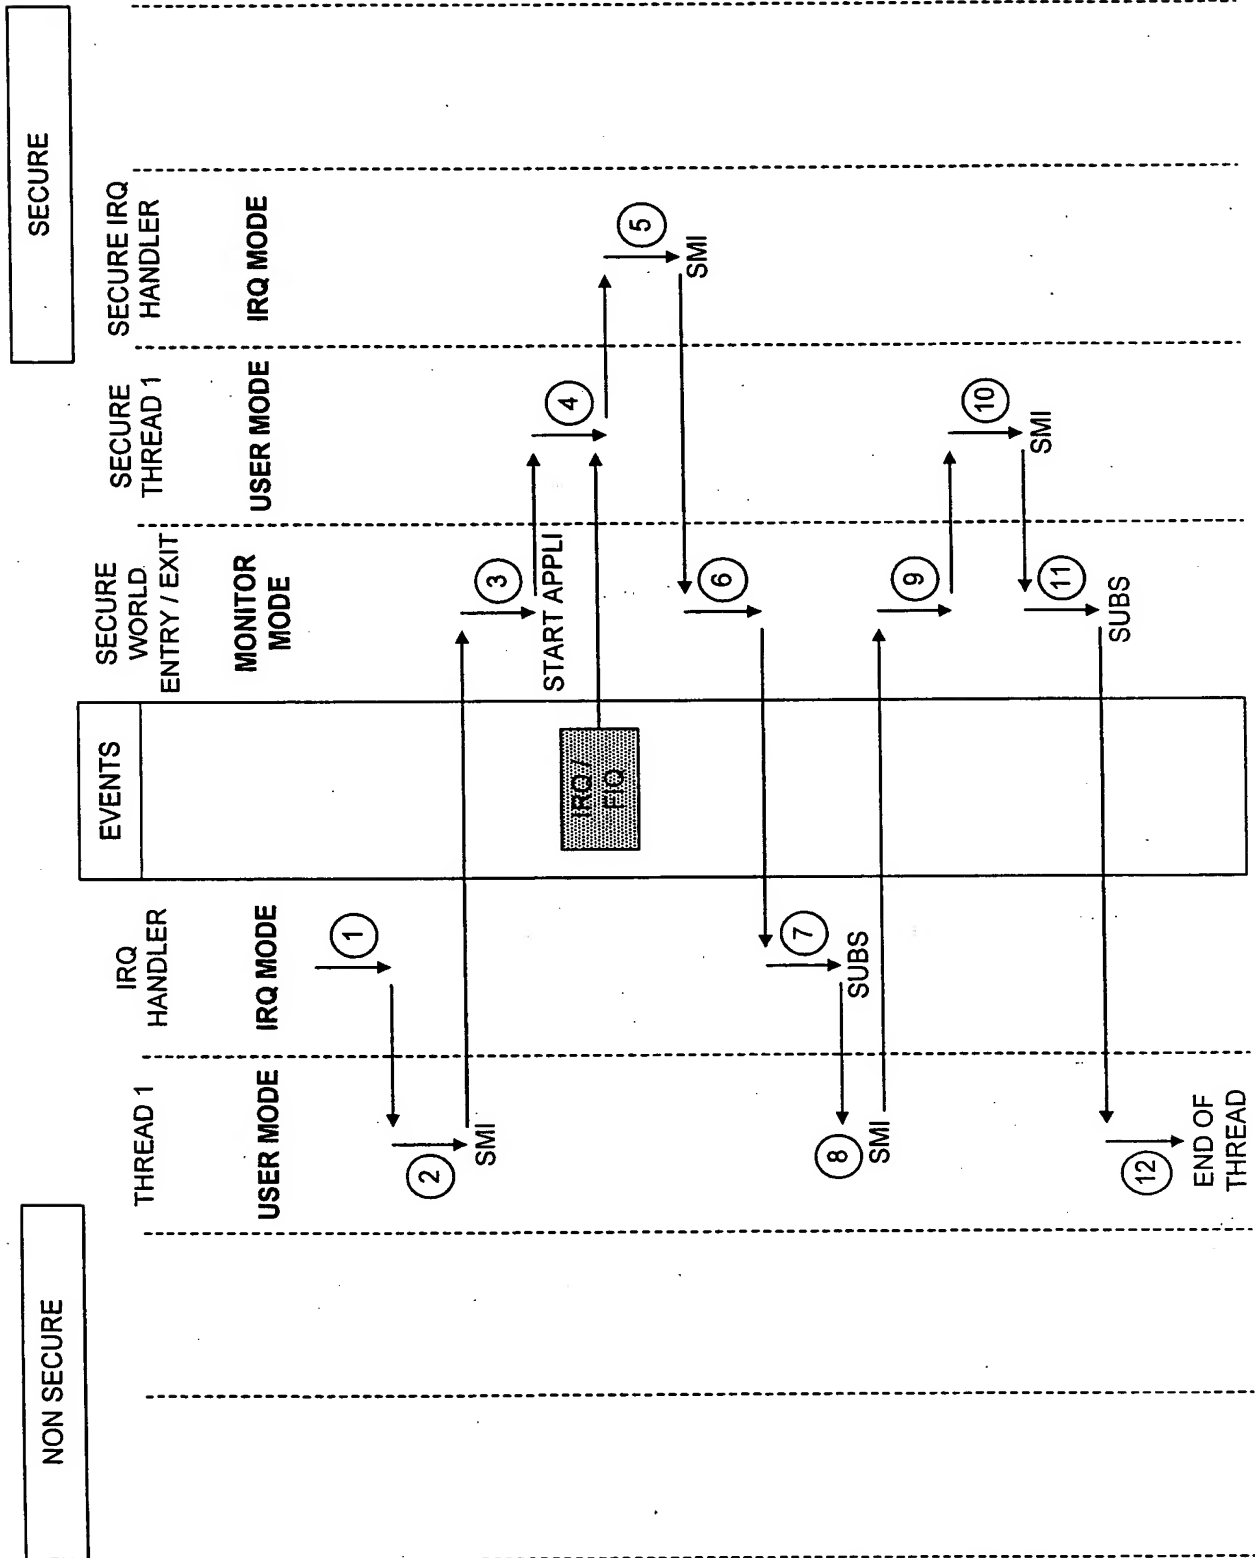 NON SECURE
SECURE
THREAD 1
USER MODE
IRQ
HANDLER
IRQ MODE
EVENTS
SECURE
WORLD
ENTRY / EXIT
MONITOR
MODE
SECURE
THREAD 1
USER MODE
SECURE IRQ
HANDLER
IRQ MODE
1
2
SMI
3
START APPLI
4
IRQ /
FIQ
5
SMI
6
7
SUBS
8
SMI
9
10
SMI
11
SUBS
12
END OF
THREAD